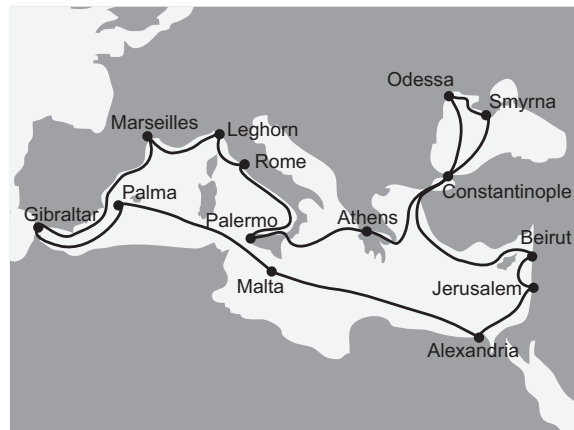 Odessa
Smyrna
Marseilles
Leghorn
Rome
Palma
Constantinople
Gibraltar
Palermo
Athens
Beirut
Malta
Jerusalem
Alexandria